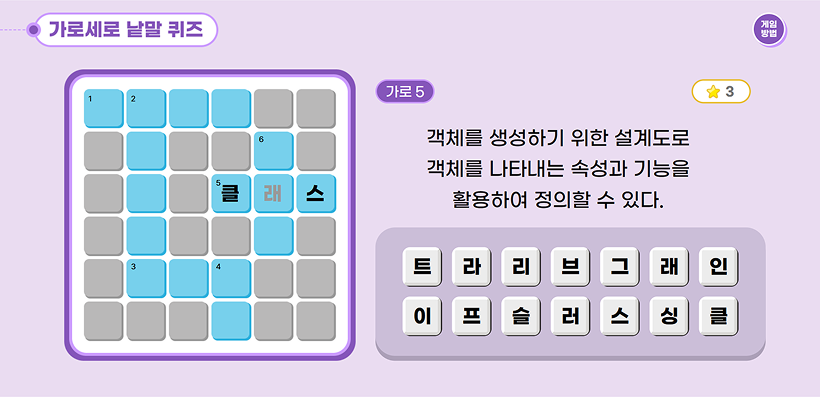 가로세로 낱말 퀴즈
게임
방법
1 2
6
5 클 래 스
3 4
가로 5
3
객체를 생성하기 위한 설계도로
객체를 나타내는 속성과 기능을
활용하여 정의할 수 있다.
트 라 리 브 그 래 인
이 프 슬 러 스 싱 클